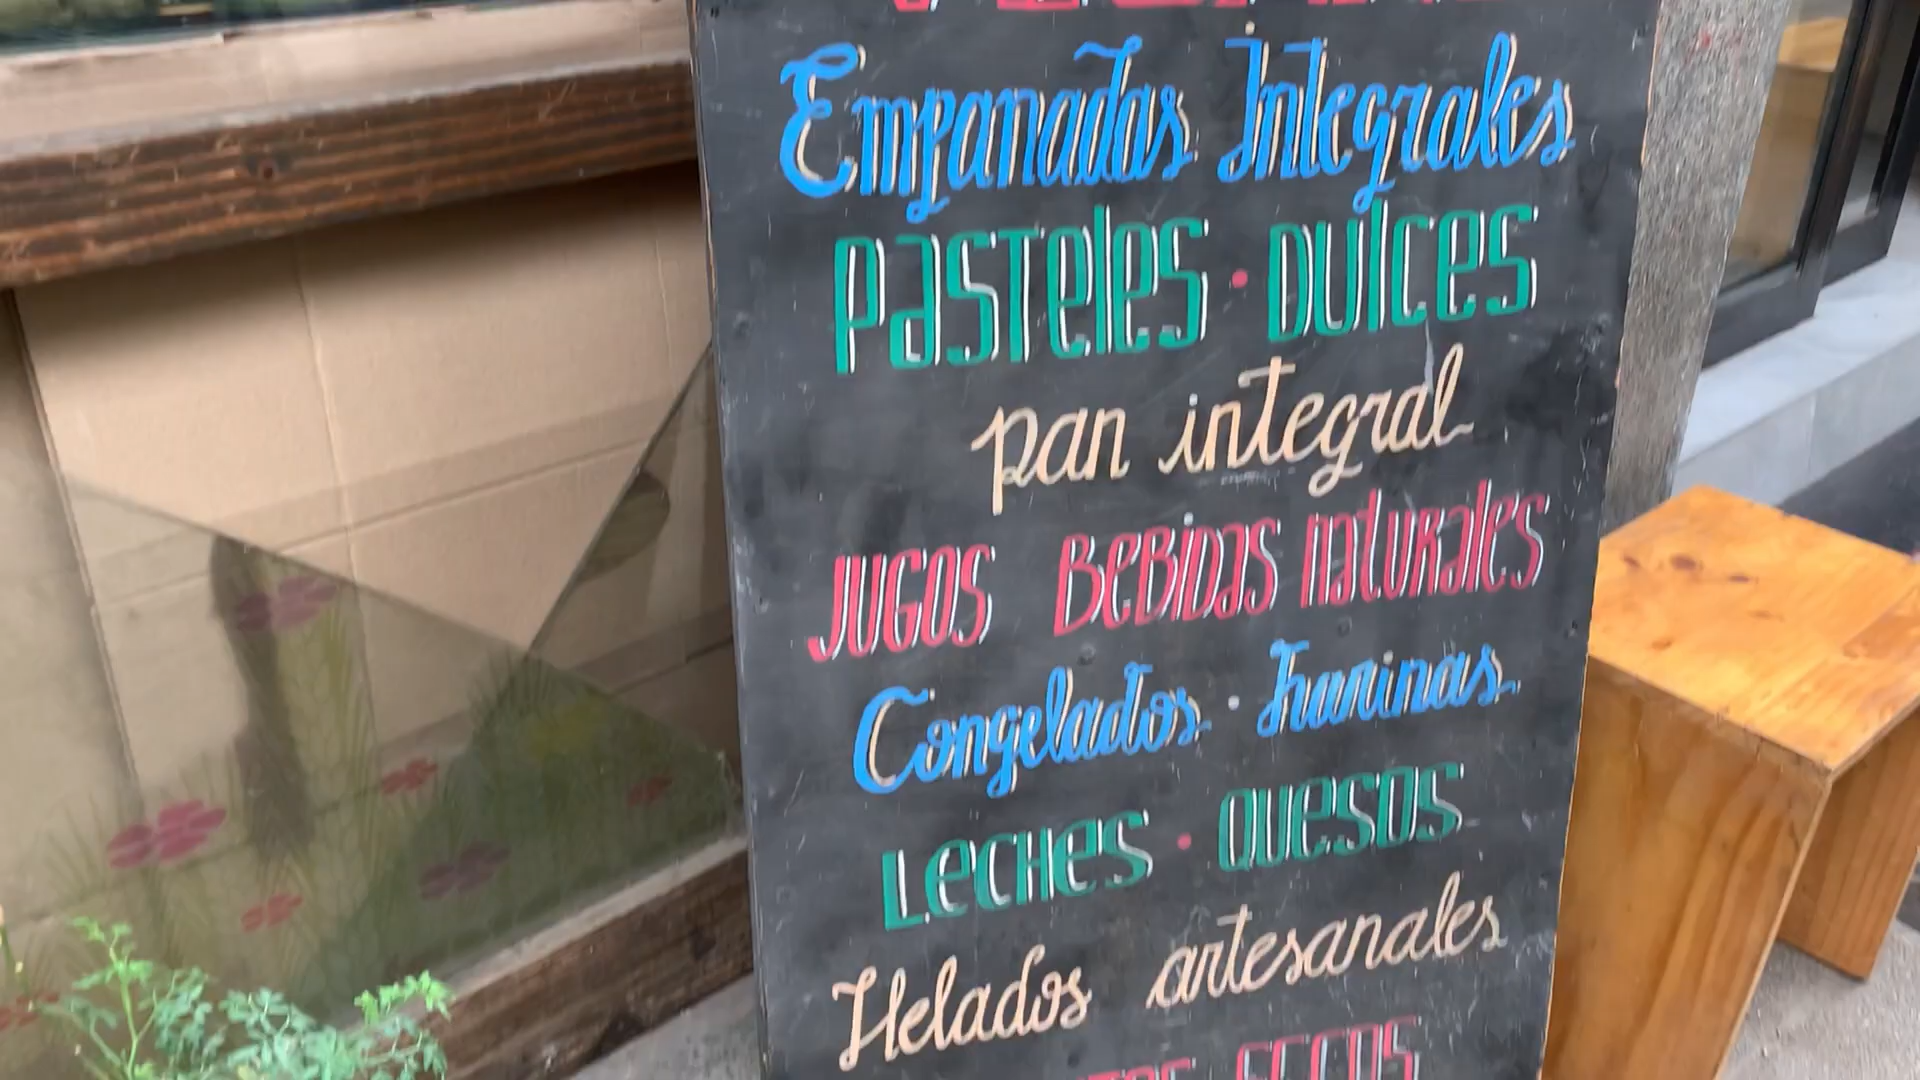 Empanadas Integrales
Pasteles · Dulces
pan integral
JUGOS BEBIDAS NATURALES
Congelados · harinas
LECHES · QUESOS
Helados artesanales